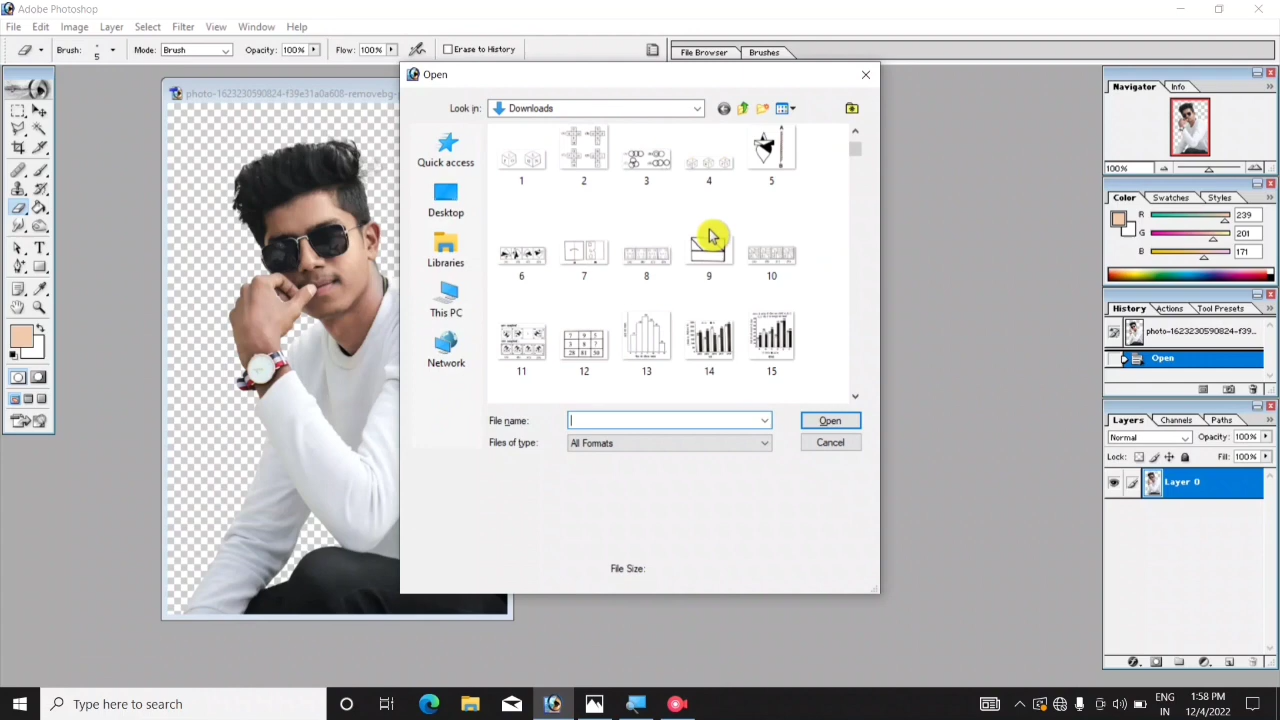 Adobe Photoshop
File Edit Image Layer Select Filter View Window Help
Brush: 5 Mode: Brush Opacity: 100% Flow: 100% Erase to History File Browser Brushes
photo-1623230590824-f39e31a0a608-removebg-
Open
Look in: Downloads
Quick access
Desktop
Libraries
This PC
Network
1 2 3 4 5
6 7 8 9 10
11 12 13 14 15
File name: Open
Files of type: All Formats Cancel
File Size:
Navigator Info
100%
Color Swatches Styles
R 239
G 201
B 171
History Actions Tool Presets
photo-1623230590824-f39...
Open
Layers Channels Paths
Normal Opacity: 100%
Lock: Fill: 100%
Layer 0
Type here to search
ENG
IN
1:58 PM
12/4/2022